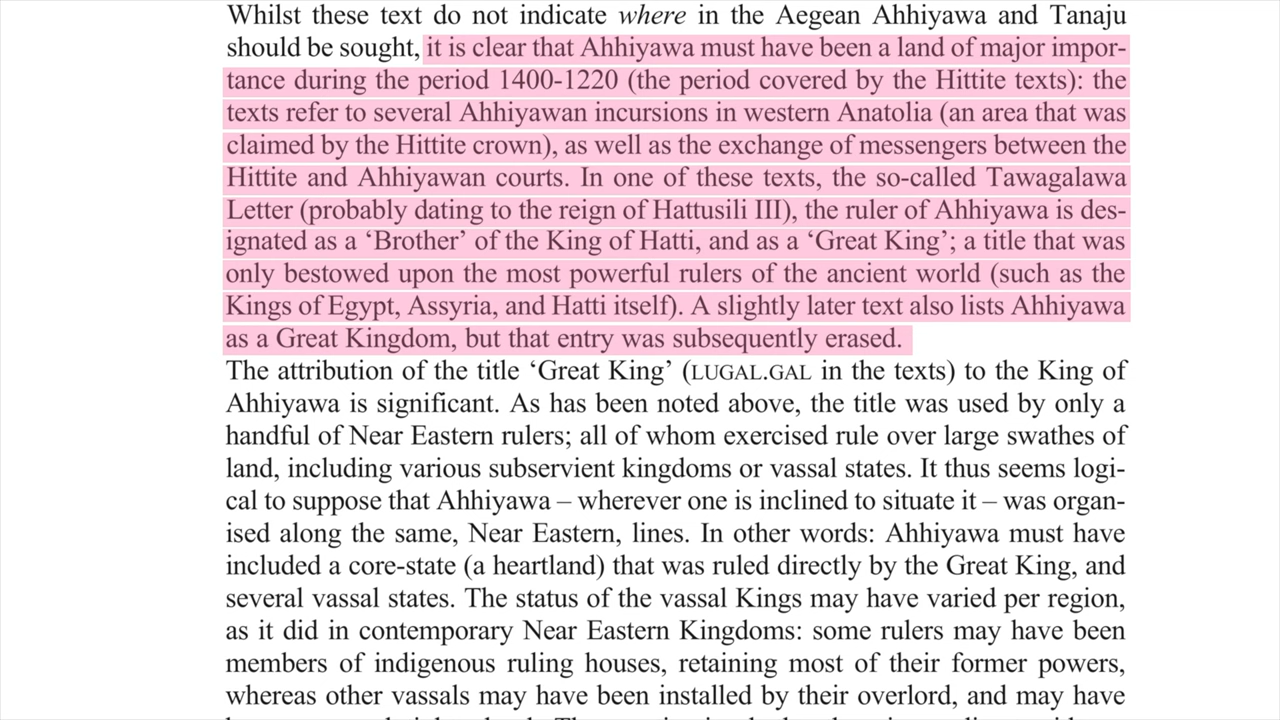 Whilst these text do not indicate where in the Aegean Ahhiyawa and Tanaju
should be sought, it is clear that Ahhiyawa must have been a land of major impor-
tance during the period 1400-1220 (the period covered by the Hittite texts): the
texts refer to several Ahhiyawan incursions in western Anatolia (an area that was
claimed by the Hittite crown), as well as the exchange of messengers between the
Hittite and Ahhiyawan courts. In one of these texts, the so-called Tawagalawa
Letter (probably dating to the reign of Hattusili III), the ruler of Ahhiyawa is des-
ignated as a ‘Brother’ of the King of Hatti, and as a ‘Great King’; a title that was
only bestowed upon the most powerful rulers of the ancient world (such as the
Kings of Egypt, Assyria, and Hatti itself). A slightly later text also lists Ahhiyawa
as a Great Kingdom, but that entry was subsequently erased.
The attribution of the title ‘Great King’ (LUGAL.GAL in the texts) to the King of
Ahhiyawa is significant. As has been noted above, the title was used by only a
handful of Near Eastern rulers; all of whom exercised rule over large swathes of
land, including various subservient kingdoms or vassal states. It thus seems logi-
cal to suppose that Ahhiyawa – wherever one is inclined to situate it – was organ-
ised along the same, Near Eastern, lines. In other words: Ahhiyawa must have
included a core-state (a heartland) that was ruled directly by the Great King, and
several vassal states. The status of the vassal Kings may have varied per region,
as it did in contemporary Near Eastern Kingdoms: some rulers may have been
members of indigenous ruling houses, retaining most of their former powers,
whereas other vassals may have been installed by their overlord, and may have